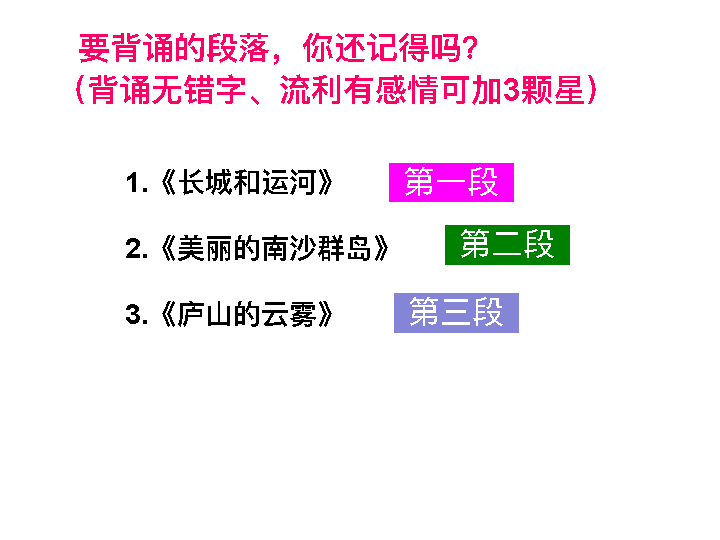 要背诵的段落，你还记得吗？
（背诵无错字、流利有感情可加3颗星）
1.《长城和运河》 第一段
2.《美丽的南沙群岛》 第二段
3.《庐山的云雾》 第三段